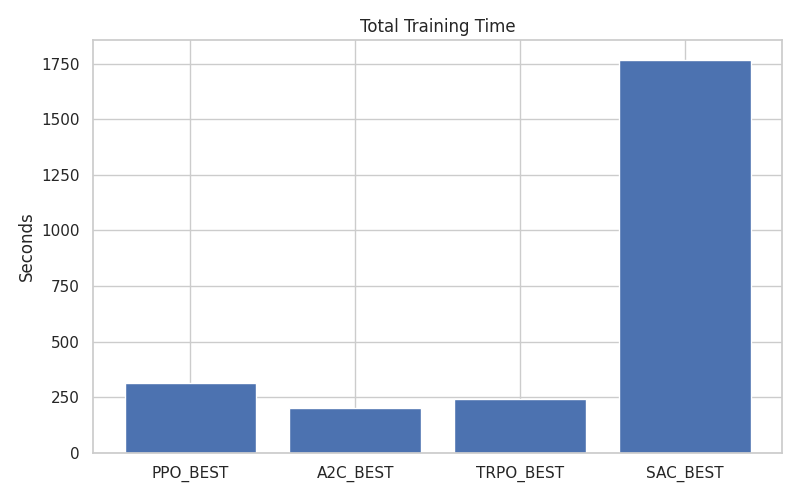 Total Training Time
Seconds
1750
1500
1250
1000
750
500
250
0
PPO_BEST
A2C_BEST
TRPO_BEST
SAC_BEST